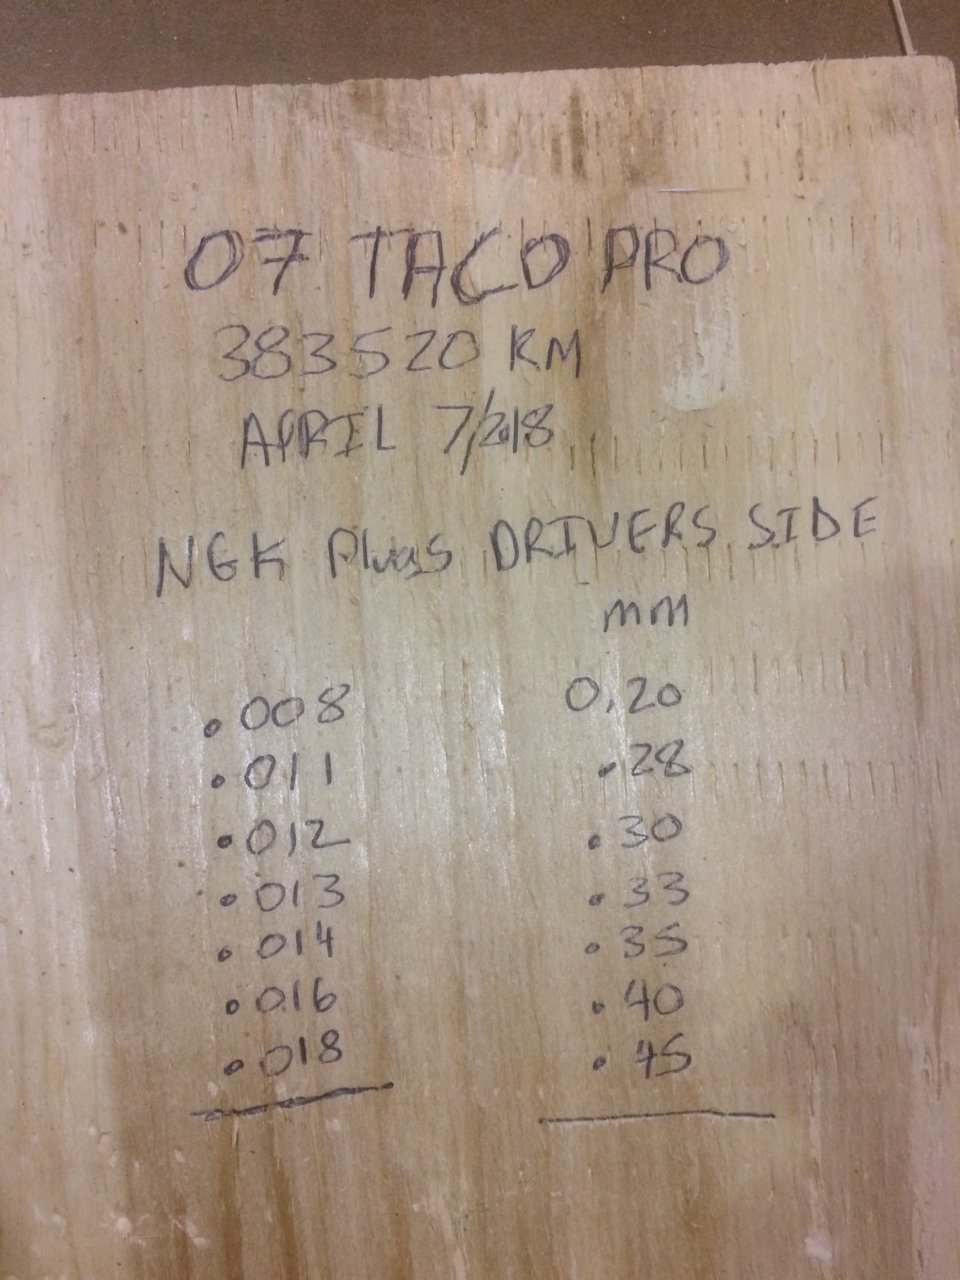 07 TACO PRO
383520 KM
APRIL 7/2018
NGK Plugs DRIVERS SIDE
mm
.008 0.20
.011 .28
.012 .30
.013 .33
.014 .35
.016 .40
.018 .45